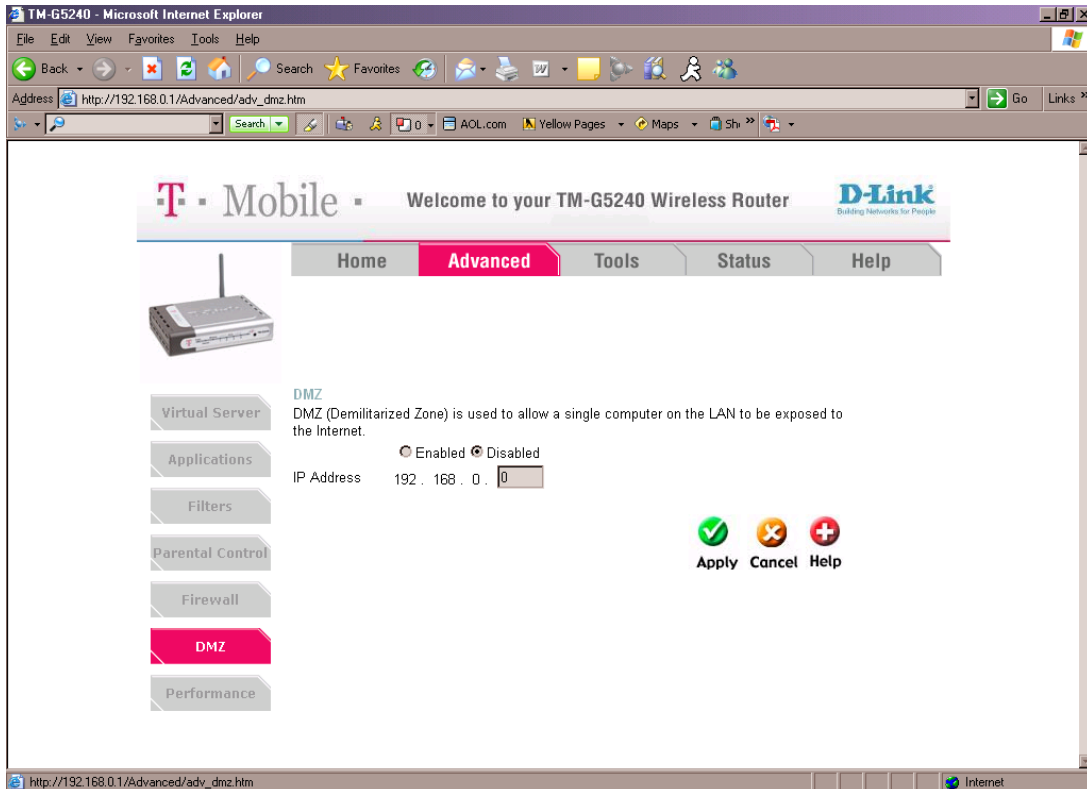 TM-G5240 - Microsoft Internet Explorer
File Edit View Favorites Tools Help
Back Search Favorites
Address http://192.168.0.1/Advanced/adv_dmz.htm Go Links »
Search 0 AOL.com Yellow Pages Maps Sh »
T · Mobile · Welcome to your TM-G5240 Wireless Router D-Link
Building Networks for People
Home Advanced Tools Status Help
DMZ
DMZ (Demilitarized Zone) is used to allow a single computer on the LAN to be exposed to
the Internet.
Enabled Disabled
IP Address 192 . 168 . 0 . 0
Apply Cancel Help
Virtual Server
Applications
Filters
Parental Control
Firewall
DMZ
Performance
http://192.168.0.1/Advanced/adv_dmz.htm Internet